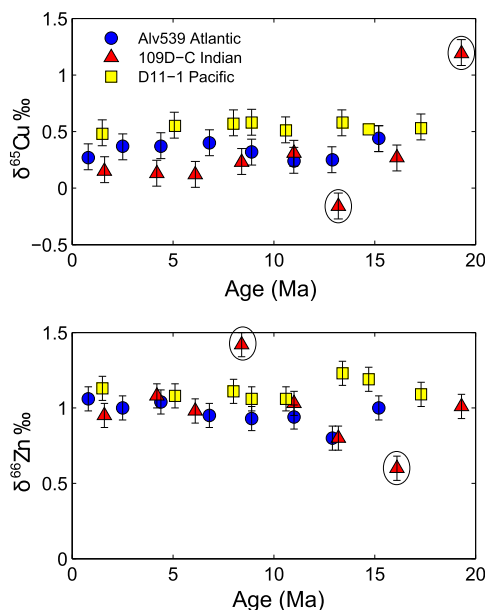 1.5
Alv539 Atlantic
109D-C Indian
D11-1 Pacific
1
0.5
0
−0.5
δ65Cu ‰
0 5 10 15 20
Age (Ma)
1.5
1
0.5
0
δ66Zn ‰
0 5 10 15 20
Age (Ma)